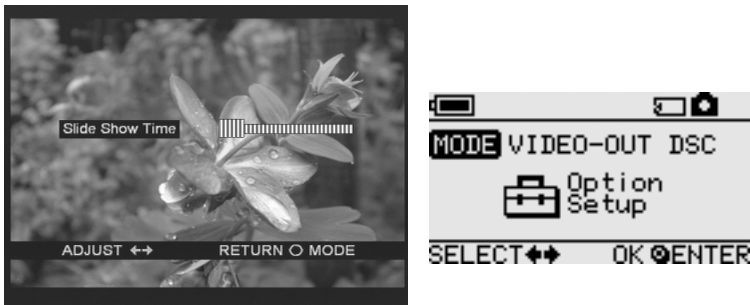 Slide Show Time
ADJUST ←→ RETURN ○ MODE
MODE VIDEO-OUT DSC
Option
Setup
SELECT←→ OK ENTER